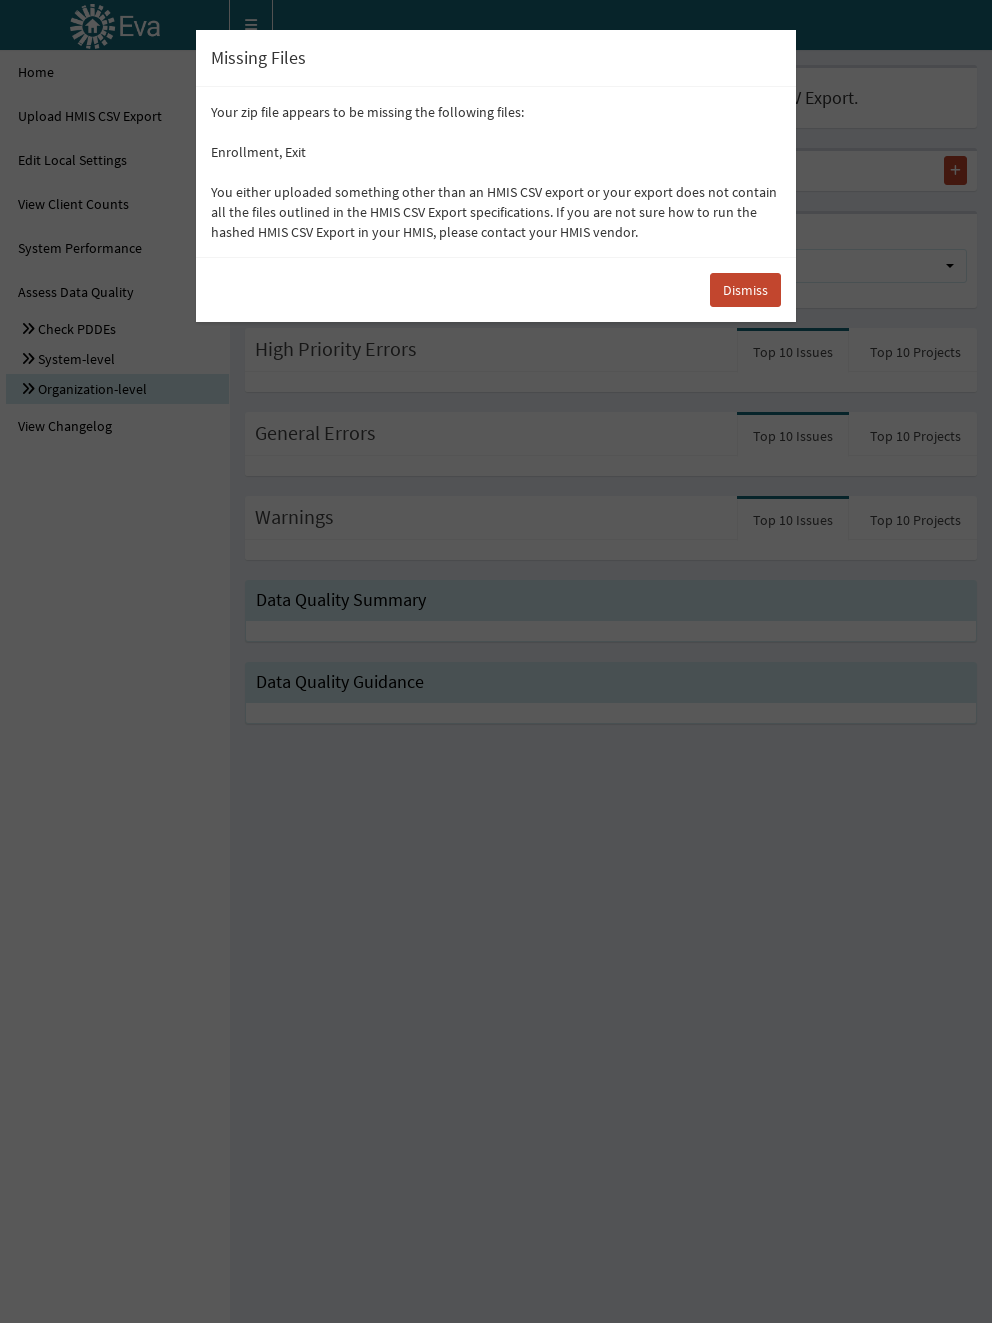 Eva
Missing Files
Your zip file appears to be missing the following files:
Enrollment, Exit
You either uploaded something other than an HMIS CSV export or your export does not contain
all the files outlined in the HMIS CSV Export specifications. If you are not sure how to run the
hashed HMIS CSV Export in your HMIS, please contact your HMIS vendor.
Dismiss
Home
Upload HMIS CSV Export
Edit Local Settings
View Client Counts
System Performance
Assess Data Quality
Check PDDEs
System-level
Organization-level
View Changelog
Export.
High Priority Errors
Top 10 Issues
Top 10 Projects
General Errors
Top 10 Issues
Top 10 Projects
Warnings
Top 10 Issues
Top 10 Projects
Data Quality Summary
Data Quality Guidance